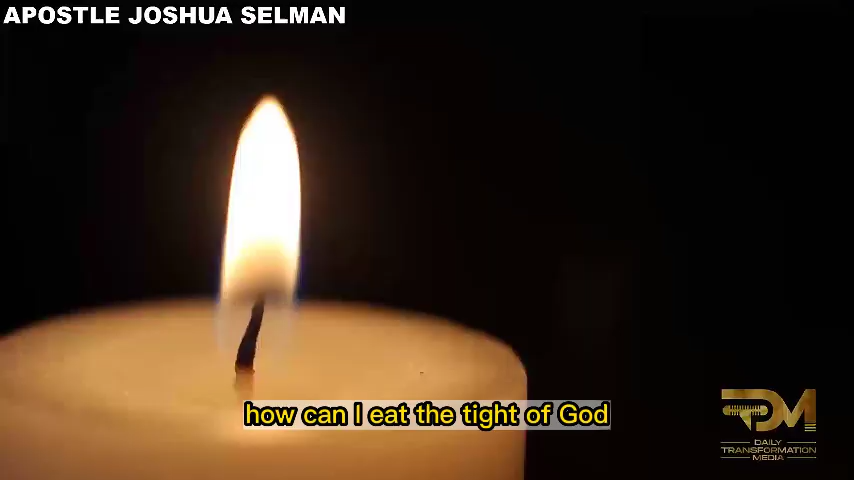 APOSTLE JOSHUA SELMAN
how can I eat the tight of God
DAILY
TRANSFORMATION
MEDIA